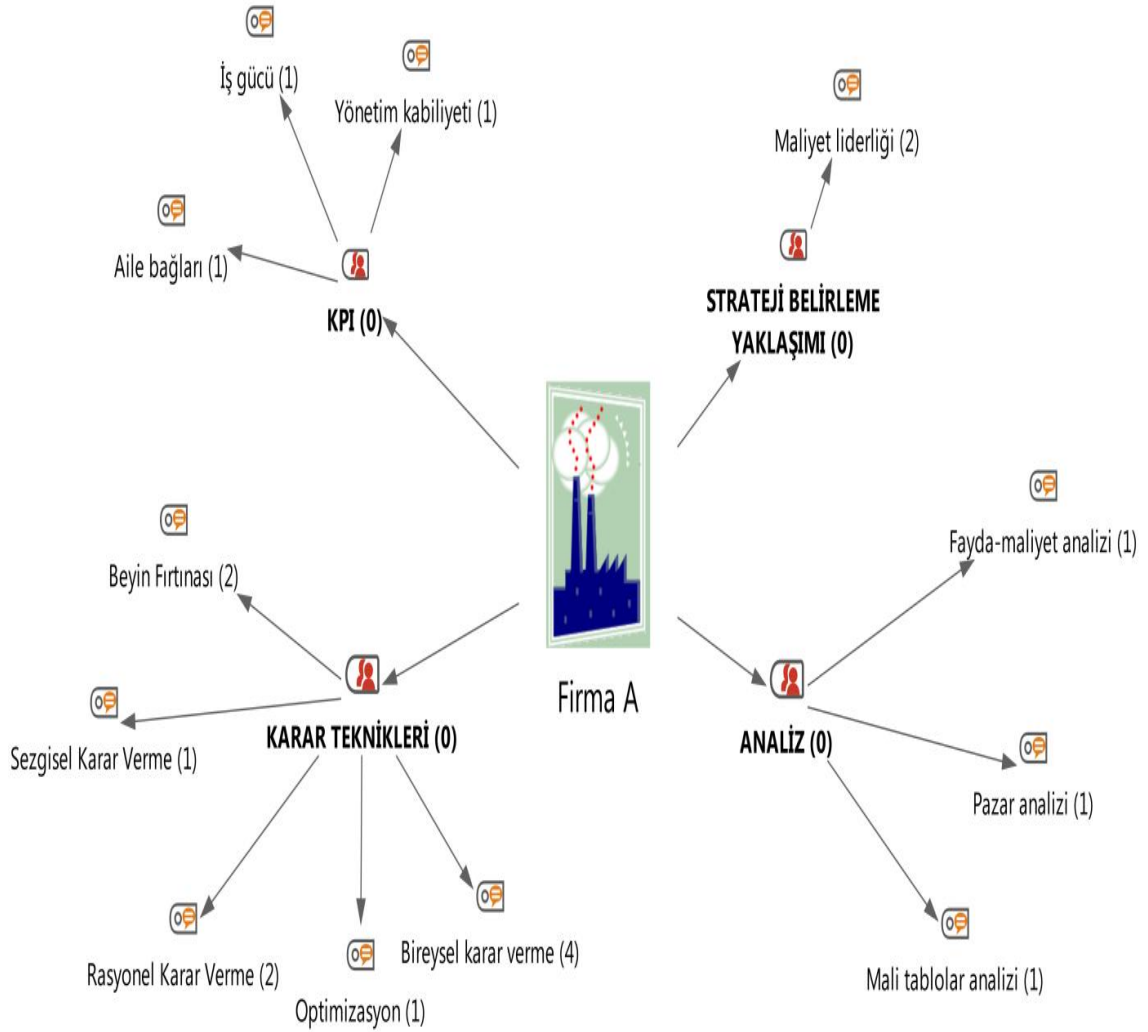 İş gücü (1)
Yönetim kabiliyeti (1)
Maliyet liderliği (2)
Aile bağları (1)
KPI (0)
STRATEJİ BELİRLEME
YAKLAŞIMI (0)
Fayda-maliyet analizi (1)
Beyin Fırtınası (2)
Firma A
Sezgisel Karar Verme (1)
KARAR TEKNİKLERİ (0)
ANALİZ (0)
Pazar analizi (1)
Rasyonel Karar Verme (2)
Optimizasyon (1)
Bireysel karar verme (4)
Mali tablolar analizi (1)